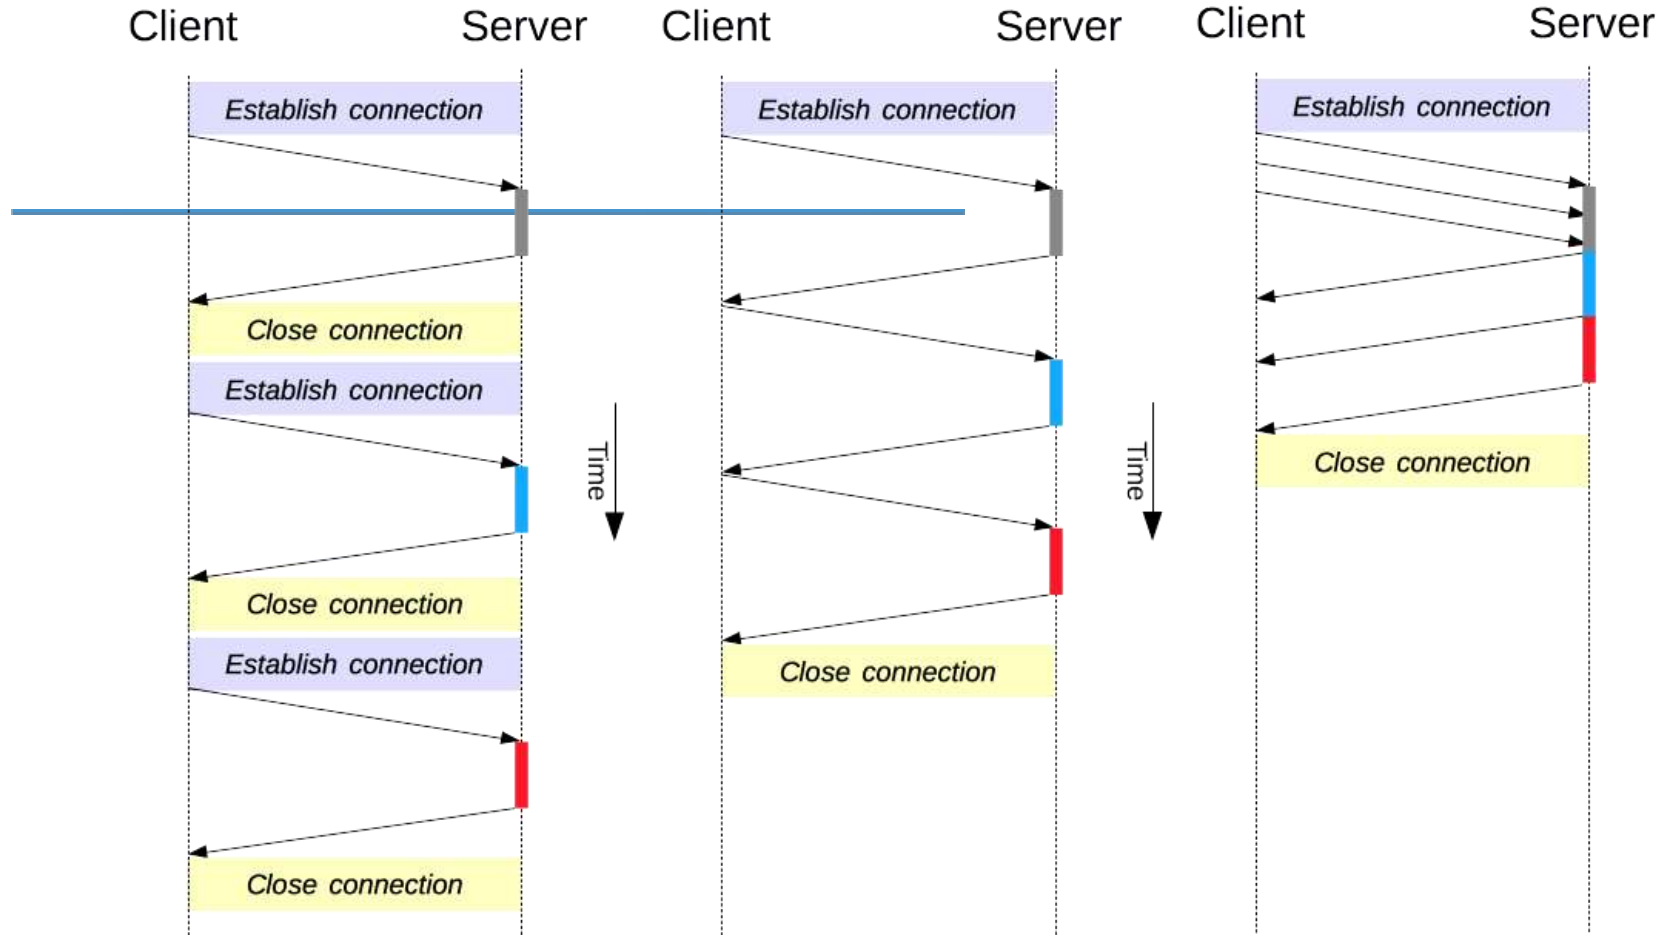 Client Server Client Server Client Server
Establish connection Establish connection Establish connection
Close connection
Establish connection
Time Time
Close connection
Close connection
Establish connection
Close connection
Close connection